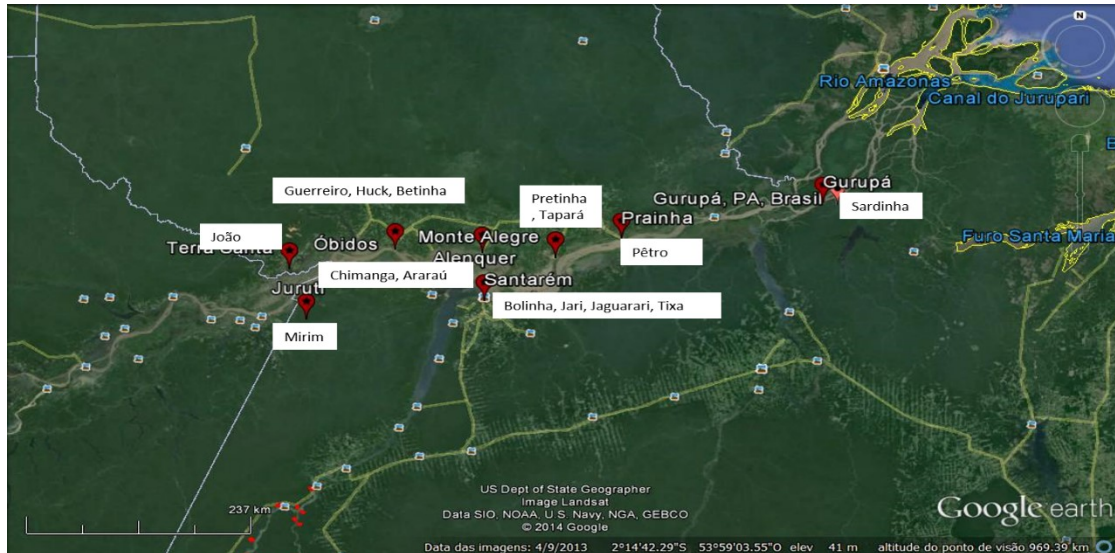 N
Rio Amazonas
Canal do Jurupari
Guerreiro, Huck, Betinha
Pretinha
, Tapará
Gurupá
Gurupá, PA, Brasil
Sardinha
João
Terra Santa
Óbidos
Monte Alegre
Prainha
Furo Santa Maria
Alenquer
Pêtro
Chimanga, Araraú
Santarém
Juruti
Bolinha, Jari, Jaguarari, Tixa
Mirim
237 km
US Dept of State Geographer
Image Landsat
Data SIO, NOAA, U.S. Navy, NGA, GEBCO
© 2014 Google
Google earth
Data das imagens: 4/9/2013 2°14'42.29"S 53°59'03.55"O elev 41 m altitude do ponto de visão 969.39 km